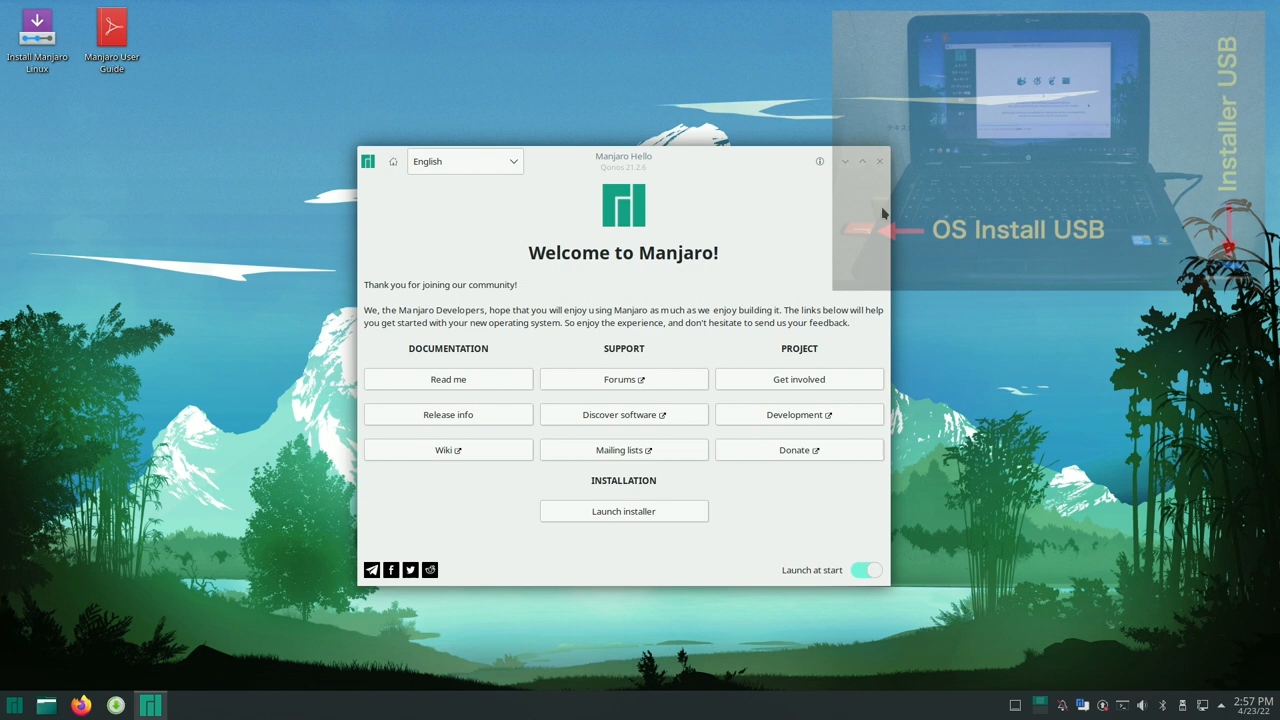 Install Manjaro
Linux
Manjaro User
Guide
Installer USB
OS Install USB
English
Manjaro Hello
Qonos 21.2.6
Welcome to Manjaro!
Thank you for joining our community!
We, the Manjaro Developers, hope that you will enjoy using Manjaro as much as we enjoy building it. The links below will help
you get started with your new operating system. So enjoy the experience, and don't hesitate to send us your feedback.
DOCUMENTATION
SUPPORT
PROJECT
Read me
Forums
Get involved
Release info
Discover software
Development
Wiki
Mailing lists
Donate
INSTALLATION
Launch installer
Launch at start
2:57 PM
4/23/22